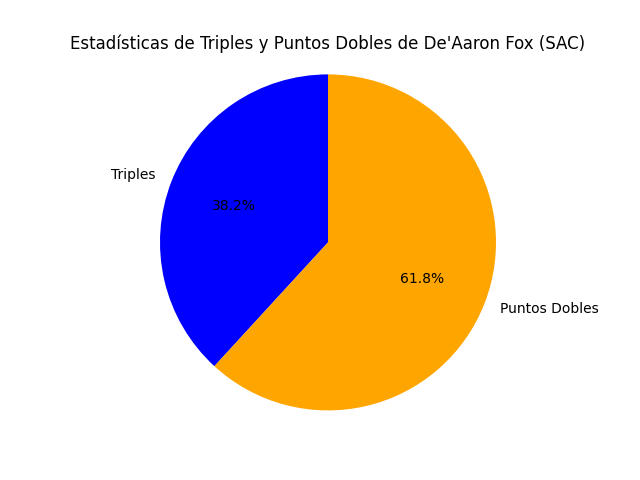 Estadísticas de Triples y Puntos Dobles de De'Aaron Fox (SAC)
Triples
38.2%
61.8%
Puntos Dobles